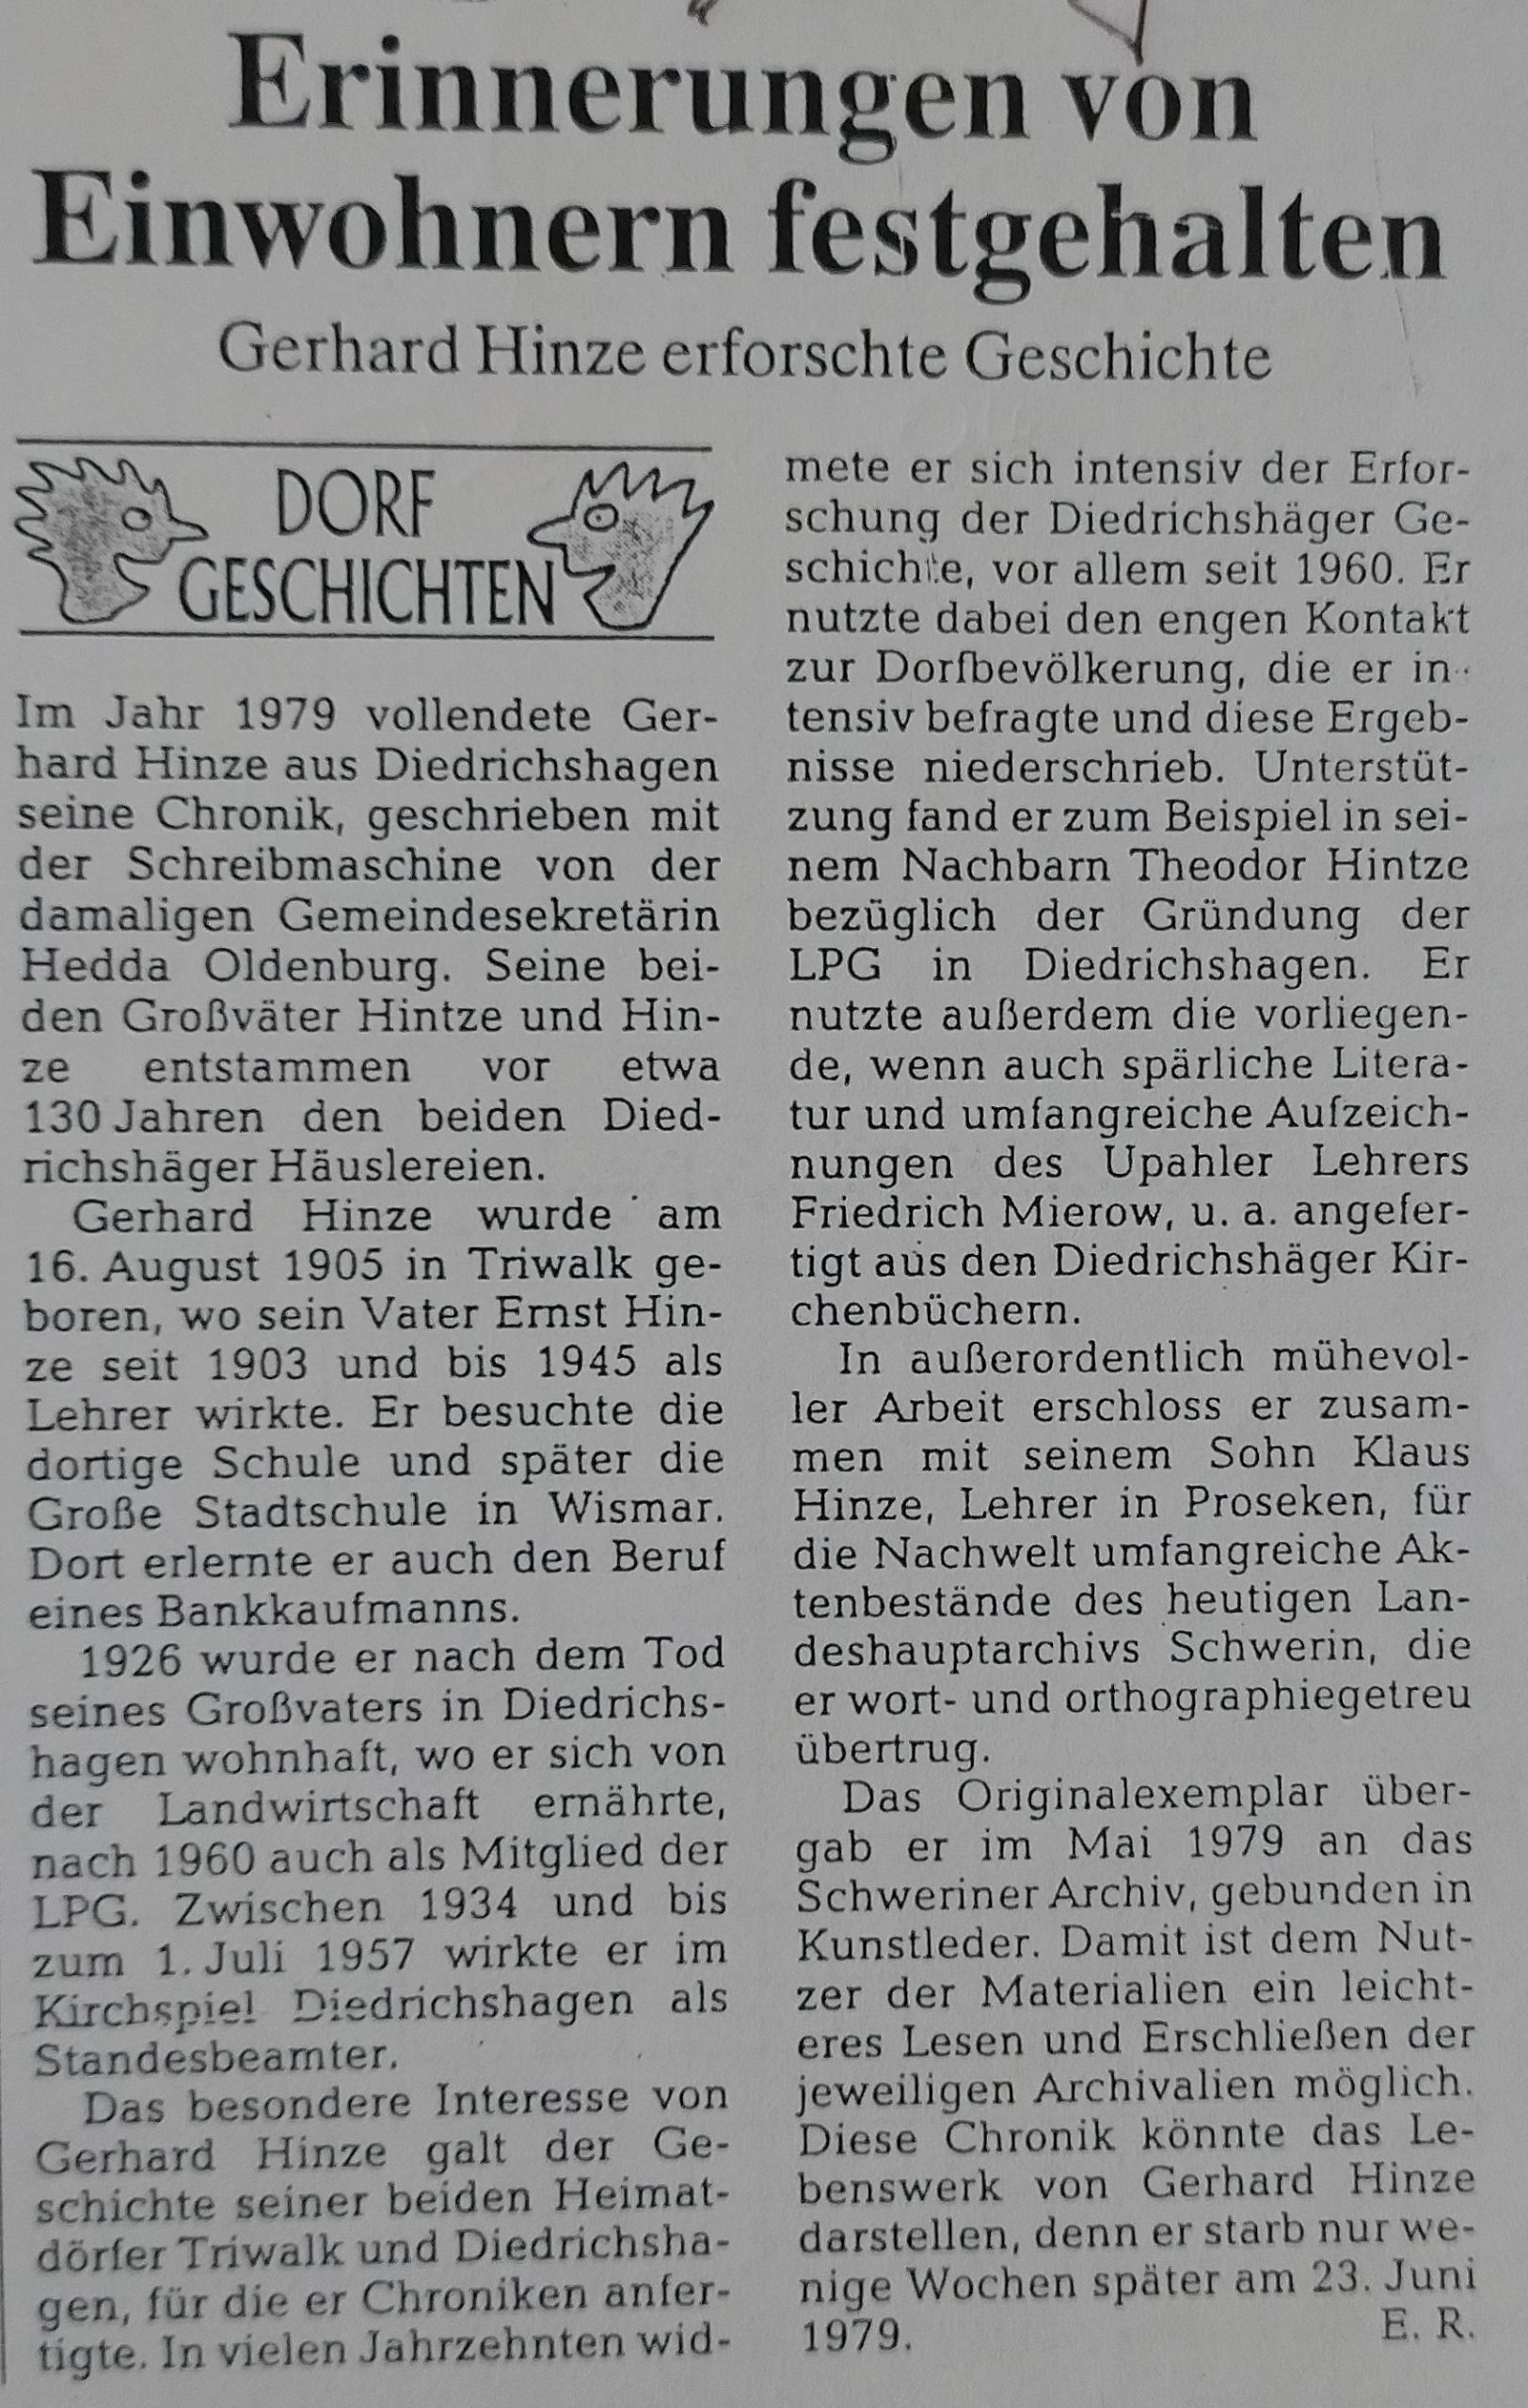 Erinnerungen von
Einwohnern festgehalten
Gerhard Hinze erforschte Geschichte
DORF
GESCHICHTEN
Im Jahr 1979 vollendete Ger-
hard Hinze aus Diedrichshagen
seine Chronik, geschrieben mit
der Schreibmaschine von der
damaligen Gemeindesekretärin
Hedda Oldenburg. Seine bei-
den Großväter Hintze und Hin-
ze entstammen vor etwa
130 Jahren den beiden Died-
richshäger Häuslereien.
Gerhard Hinze wurde am
16. August 1905 in Triwalk ge-
boren, wo sein Vater Ernst Hin-
ze seit 1903 und bis 1945 als
Lehrer wirkte. Er besuchte die
dortige Schule und später die
Große Stadtschule in Wismar.
Dort erlernte er auch den Beruf
eines Bankkaufmanns.
1926 wurde er nach dem Tod
seines Großvaters in Diedrichs-
hagen wohnhaft, wo er sich von
der Landwirtschaft ernährte,
nach 1960 auch als Mitglied der
LPG. Zwischen 1934 und bis
zum 1. Juli 1957 wirkte er im
Kirchspiel Diedrichshagen als
Standesbeamter.
Das besondere Interesse von
Gerhard Hinze galt der Ge-
schichte seiner beiden Heimat-
dörfer Triwalk und Diedrichsha-
gen, für die er Chroniken anfer-
tigte. In vielen Jahrzehnten wid-
mete er sich intensiv der Erfor-
schung der Diedrichshäger Ge-
schichte, vor allem seit 1960. Er
nutzte dabei den engen Kontakt
zur Dorfbevölkerung, die er in-
tensiv befragte und diese Ergeb-
nisse niederschrieb. Unterstüt-
zung fand er zum Beispiel in sei-
nem Nachbarn Theodor Hintze
bezüglich der Gründung der
LPG in Diedrichshagen. Er
nutzte außerdem die vorliegen-
de, wenn auch spärliche Litera-
tur und umfangreiche Aufzeich-
nungen des Upahler Lehrers
Friedrich Mierow, u. a. angefer-
tigt aus den Diedrichshäger Kir-
chenbüchern.
In außerordentlich mühevol-
ler Arbeit erschloss er zusam-
men mit seinem Sohn Klaus
Hinze, Lehrer in Proseken, für
die Nachwelt umfangreiche Ak-
tenbestände des heutigen Lan-
deshauptarchivs Schwerin, die
er wort- und orthographiegetreu
übertrug.
Das Originalexemplar über-
gab er im Mai 1979 an das
Schweriner Archiv, gebunden in
Kunstleder. Damit ist dem Nut-
zer der Materialien ein leicht-
eres Lesen und Erschließen der
jeweiligen Archivalien möglich.
Diese Chronik könnte das Le-
benswerk von Gerhard Hinze
darstellen, denn er starb nur we-
nige Wochen später am 23. Juni
1979. E. R.